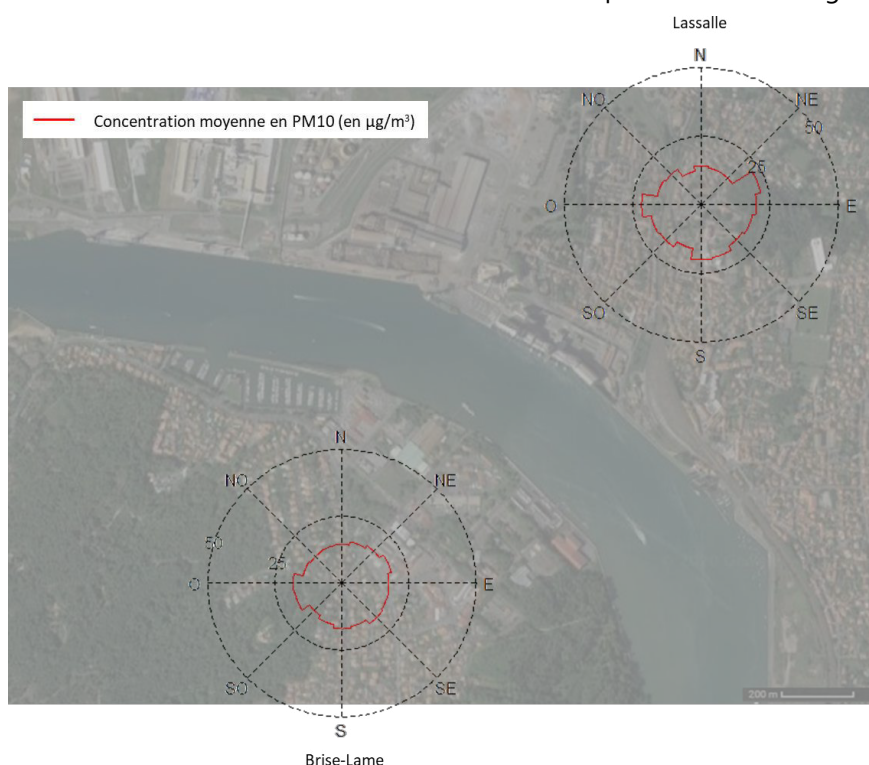 Lassalle
N
NO
NE
50
25
O
E
SO
SE
S
Concentration moyenne en PM10 (en µg/m³)
N
NO
NE
50
25
O
E
SO
SE
S
200 m
Brise-Lame